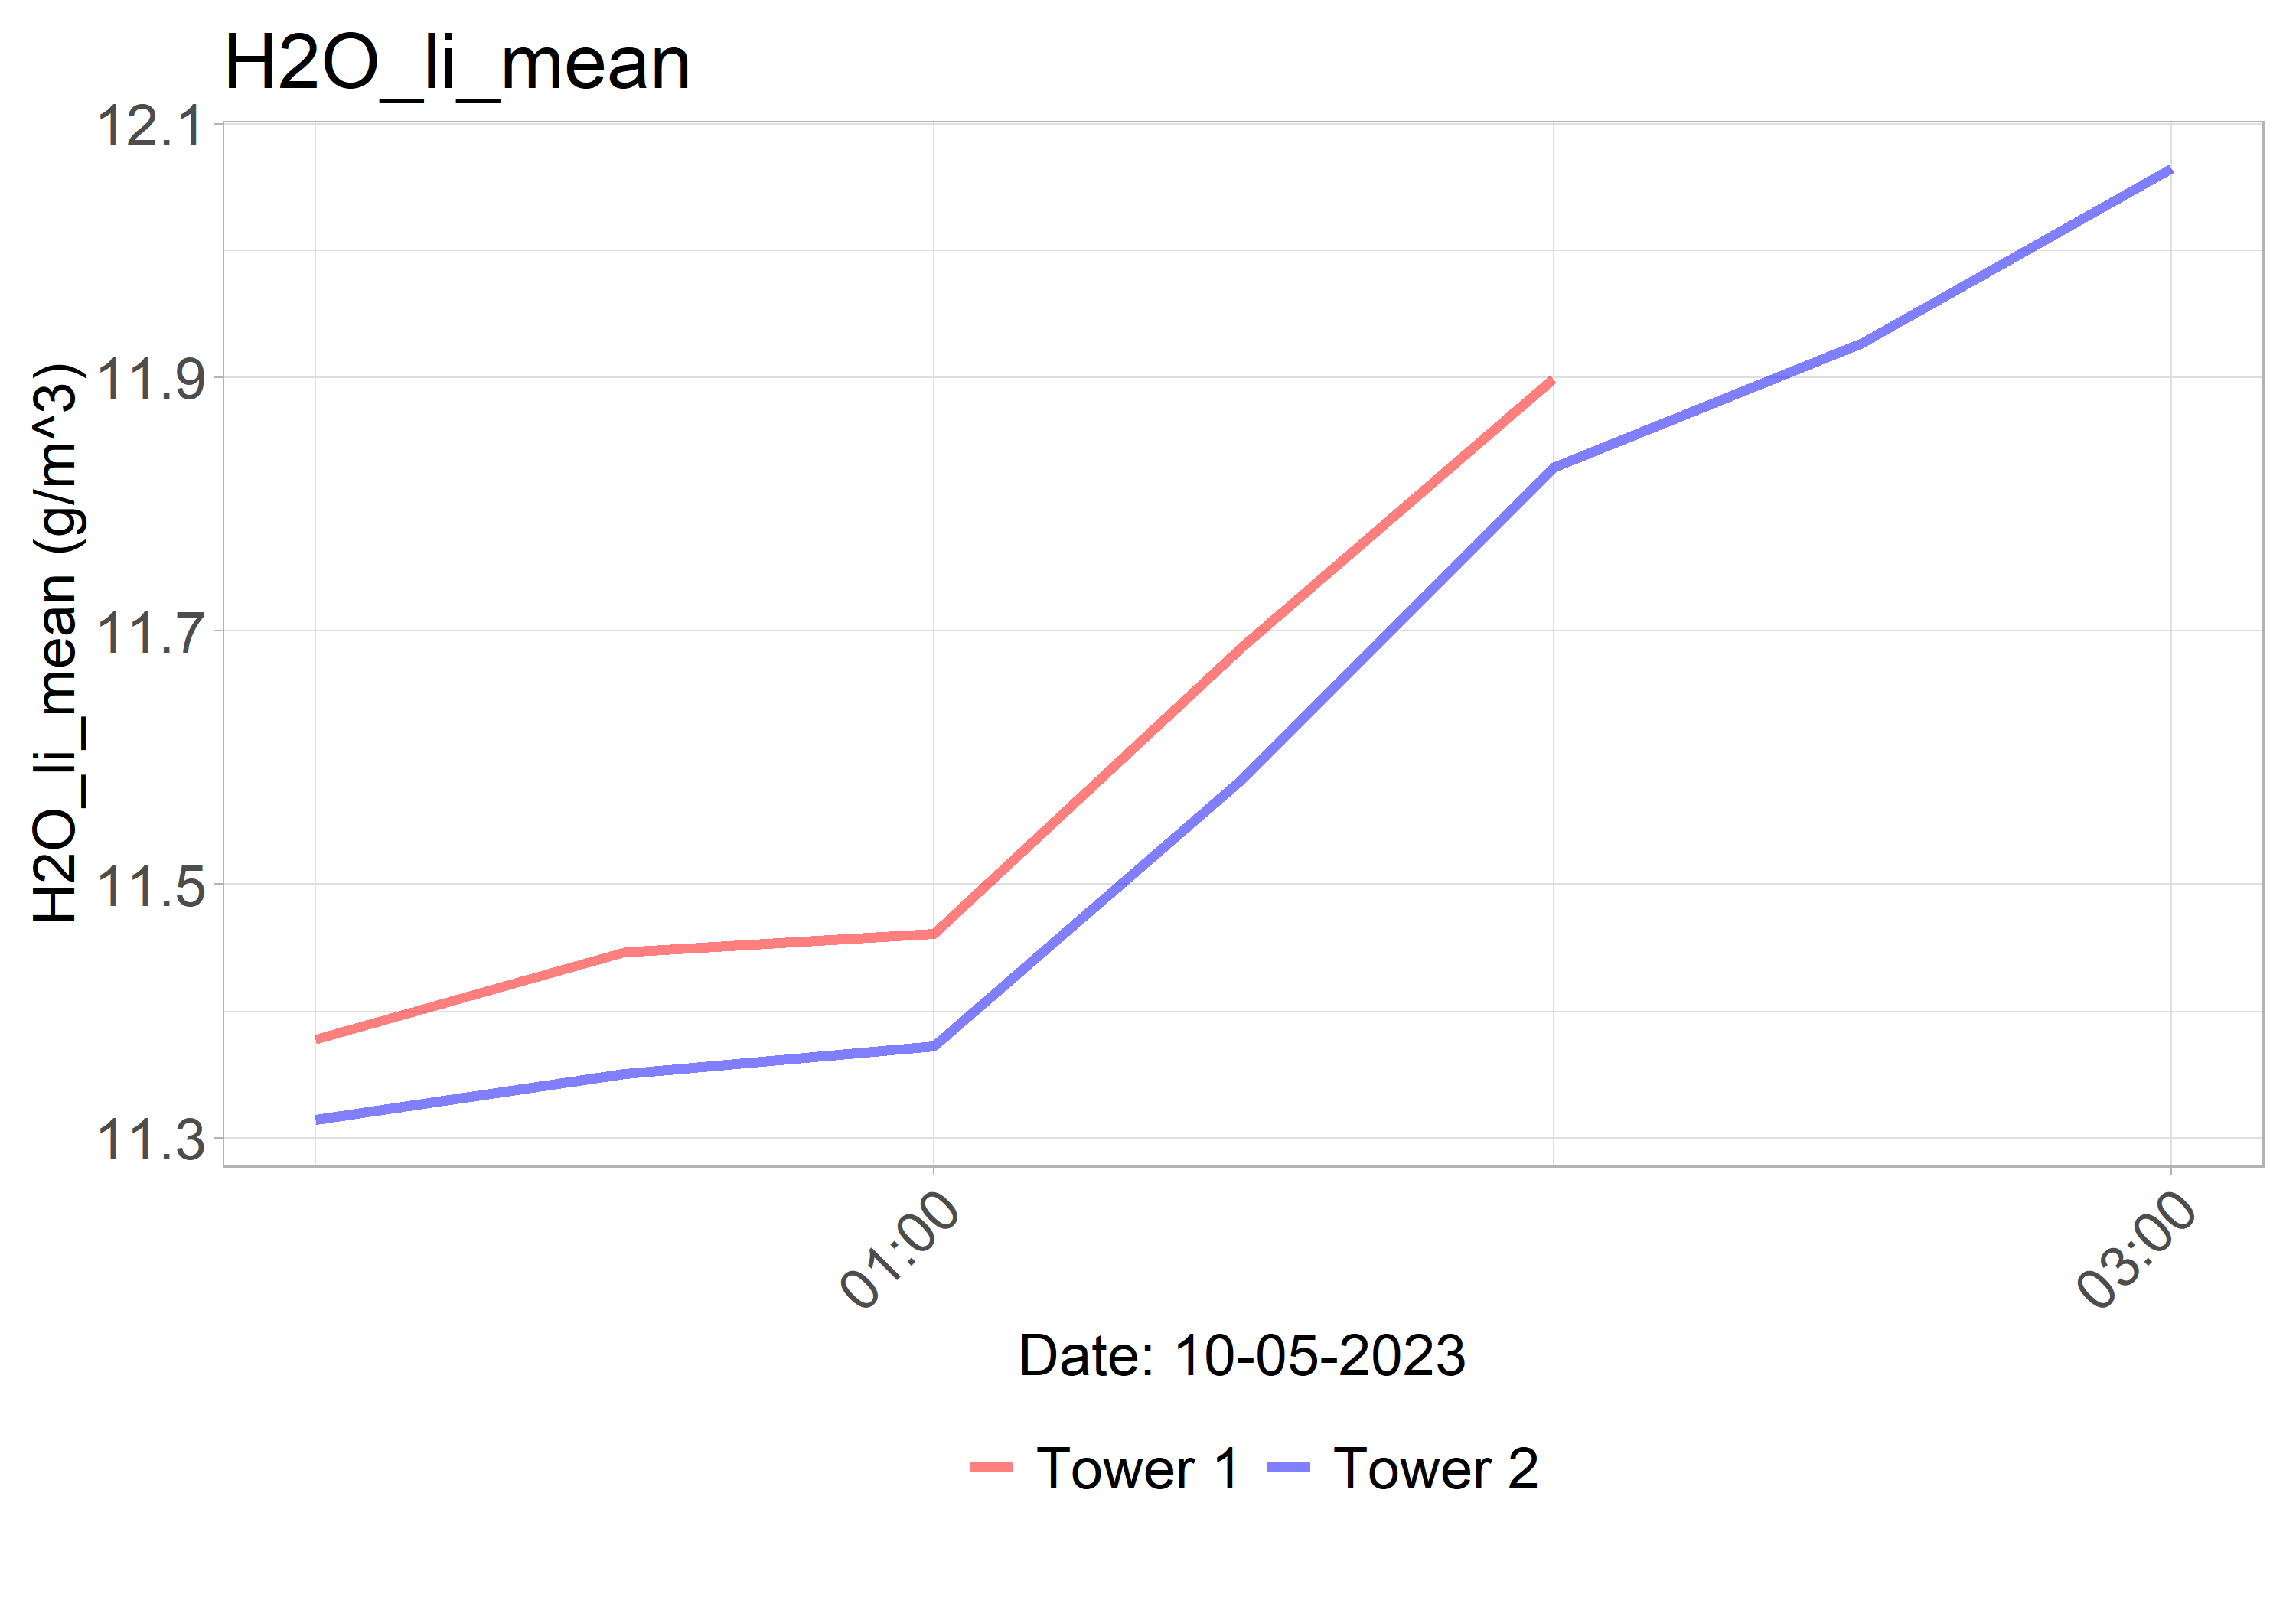 H2O_li_mean
H2O_li_mean (g/m^3)
12.1
11.9
11.7
11.5
11.3
01:00
03:00
Date: 10-05-2023
Tower 1
Tower 2